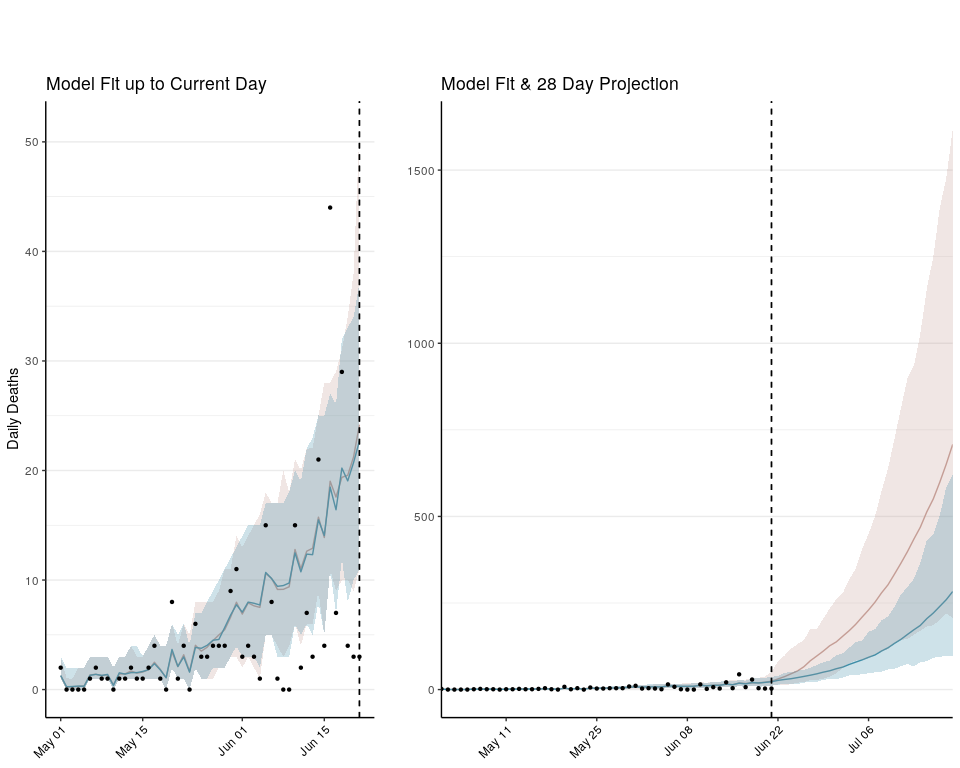 Model Fit up to Current Day
Model Fit & 28 Day Projection
Daily Deaths
50
40
30
20
10
0
May 01
May 15
Jun 01
Jun 15
1500
1000
500
0
May 11
May 25
Jun 08
Jun 22
Jul 06